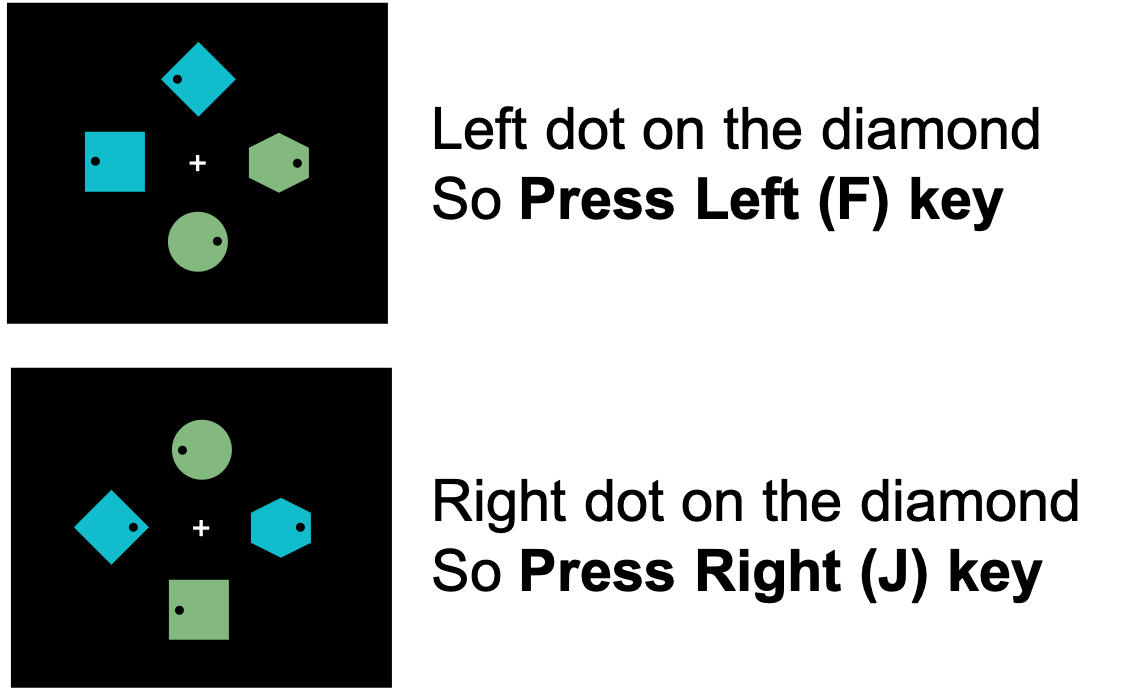 Left dot on the diamond
So Press Left (F) key
Right dot on the diamond
So Press Right (J) key